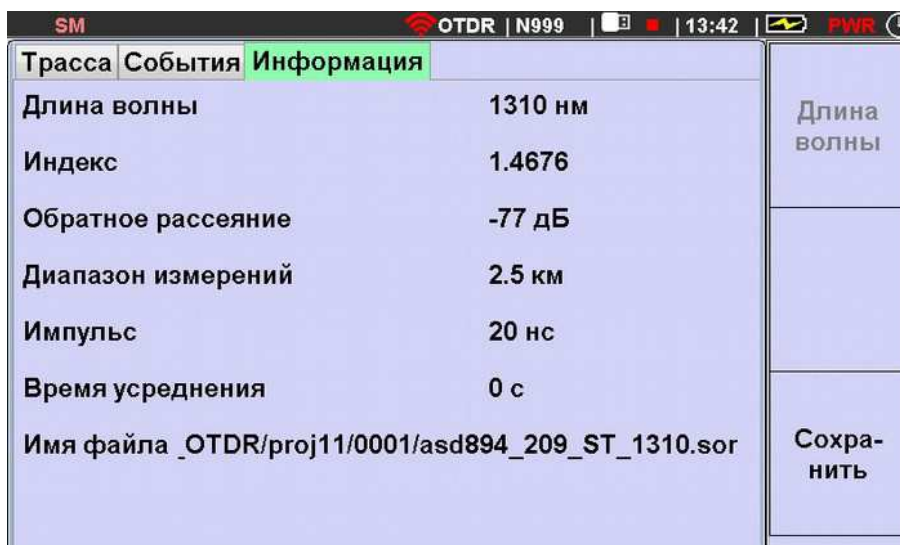 SM OTDR | N999 | | 13:42 | PWR
Трасса События Информация
Длина волны 1310 нм
Индекс 1.4676
Обратное рассеяние -77 дБ
Диапазон измерений 2.5 км
Импульс 20 нс
Время усреднения 0 с
Имя файла _OTDR/proj11/0001/asd894_209_ST_1310.sor
Длина
волны
Сохра-
нить